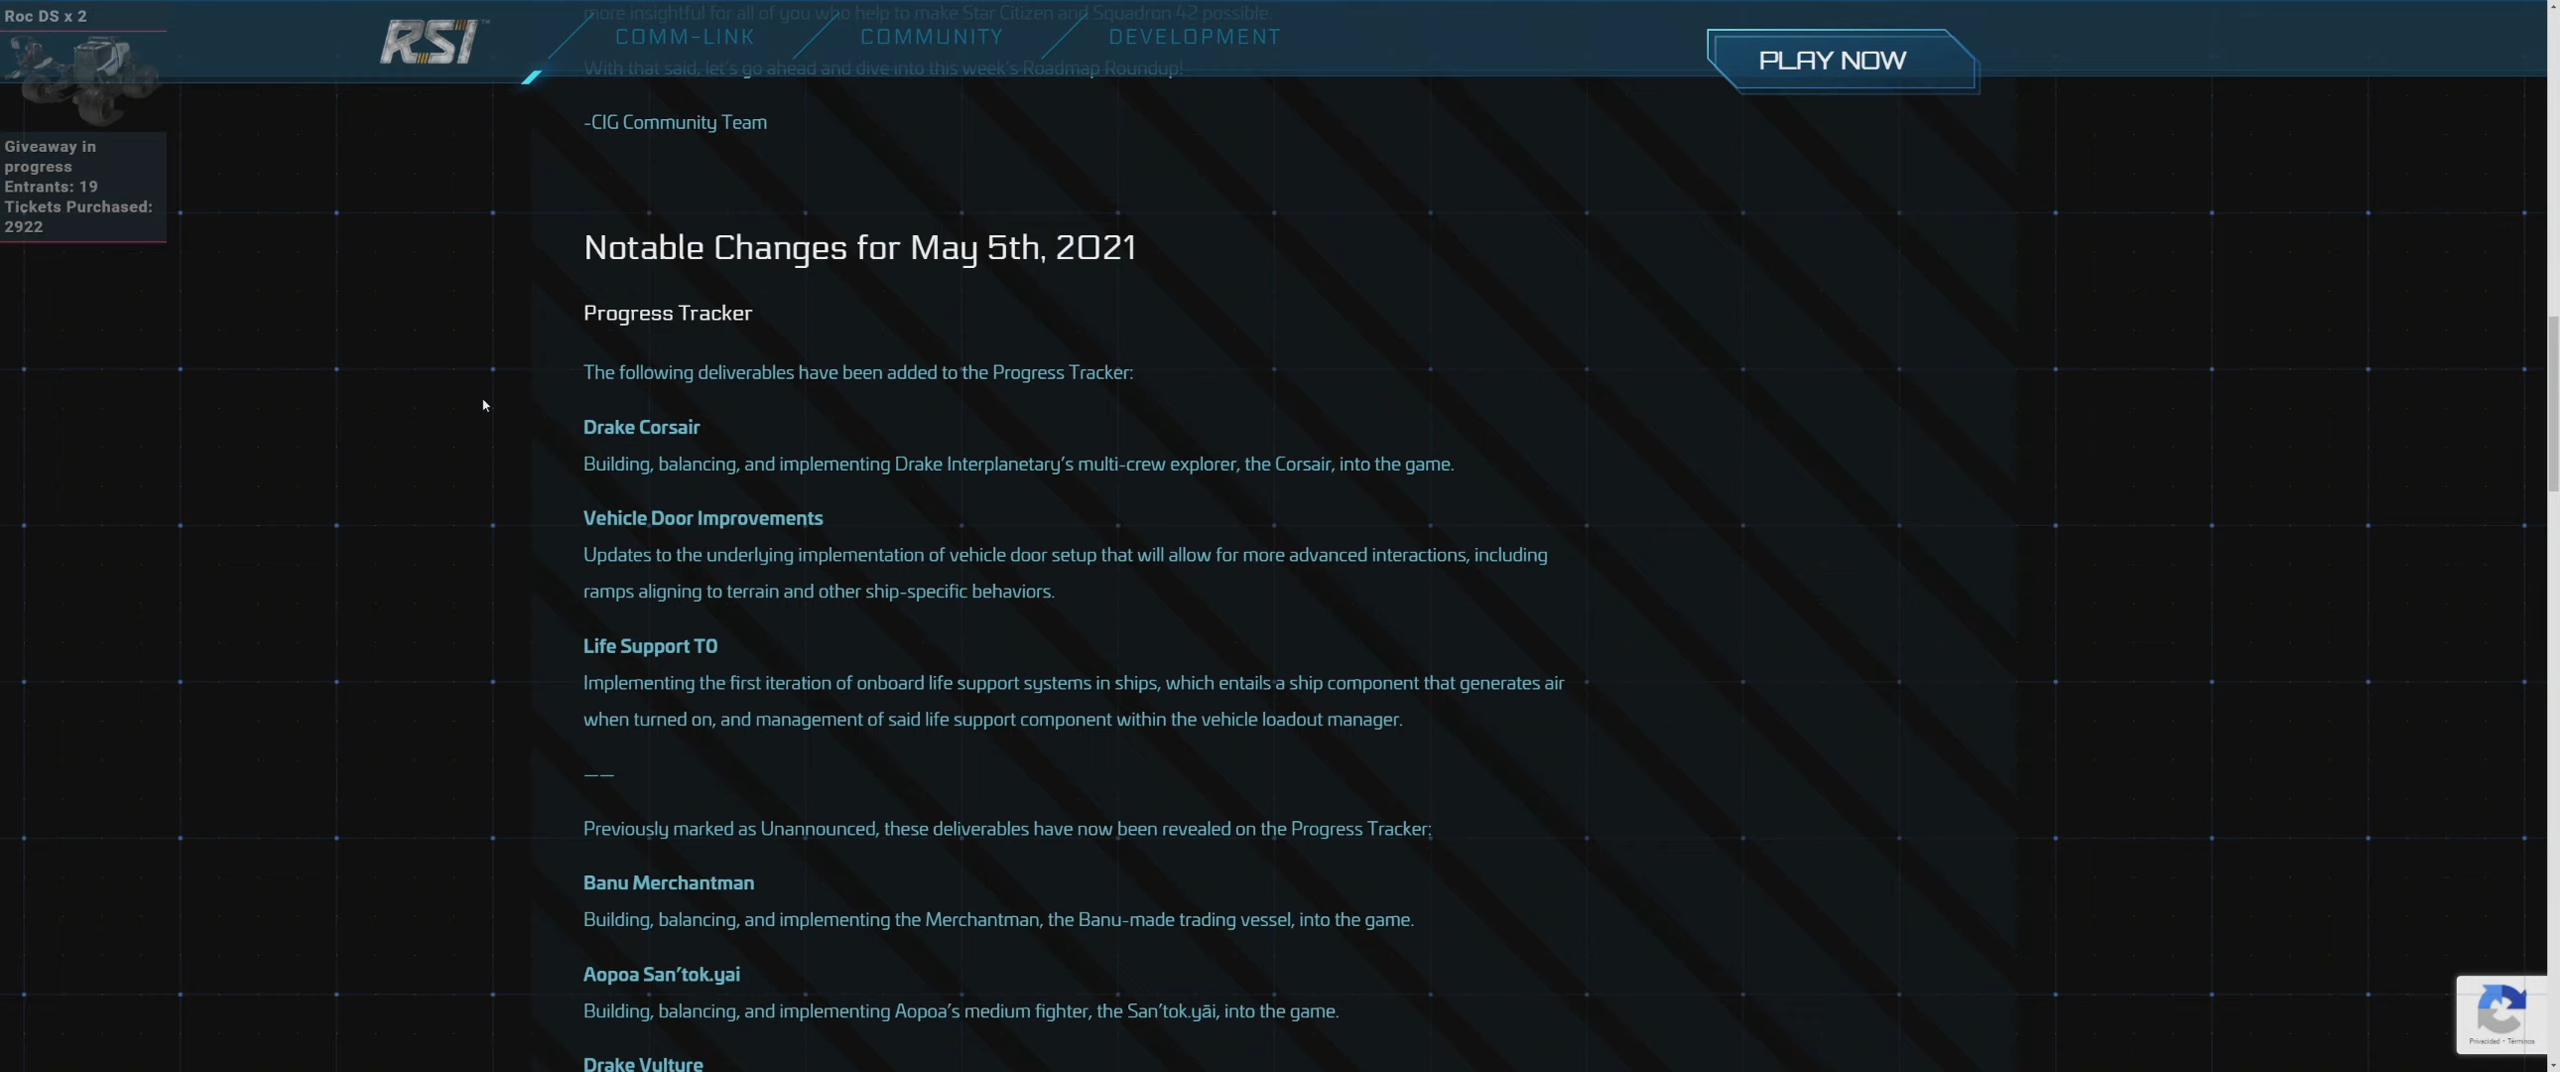 Roc DS x 2
Giveaway in
progress
Entrants: 19
Tickets Purchased:
2922
RSI
COMM-LINK
COMMUNITY
DEVELOPMENT
PLAY NOW
more insightful for all of you who help to make Star Citizen and Squadron 42 possible.
With that said, let's go ahead and dive into this week's Roadmap Roundup!
-CIG Community Team
Notable Changes for May 5th, 2021
Progress Tracker
The following deliverables have been added to the Progress Tracker:
Drake Corsair
Building, balancing, and implementing Drake Interplanetary's multi-crew explorer, the Corsair, into the game.
Vehicle Door Improvements
Updates to the underlying implementation of vehicle door setup that will allow for more advanced interactions, including
ramps aligning to terrain and other ship-specific behaviors.
Life Support T0
Implementing the first iteration of onboard life support systems in ships, which entails a ship component that generates air
when turned on, and management of said life support component within the vehicle loadout manager.
——
Previously marked as Unannounced, these deliverables have now been revealed on the Progress Tracker:
Banu Merchantman
Building, balancing, and implementing the Merchantman, the Banu-made trading vessel, into the game.
Aopoa San'tok.yai
Building, balancing, and implementing Aopoa's medium fighter, the San'tok.yāi, into the game.
Drake Vulture
Privacidad - Términos